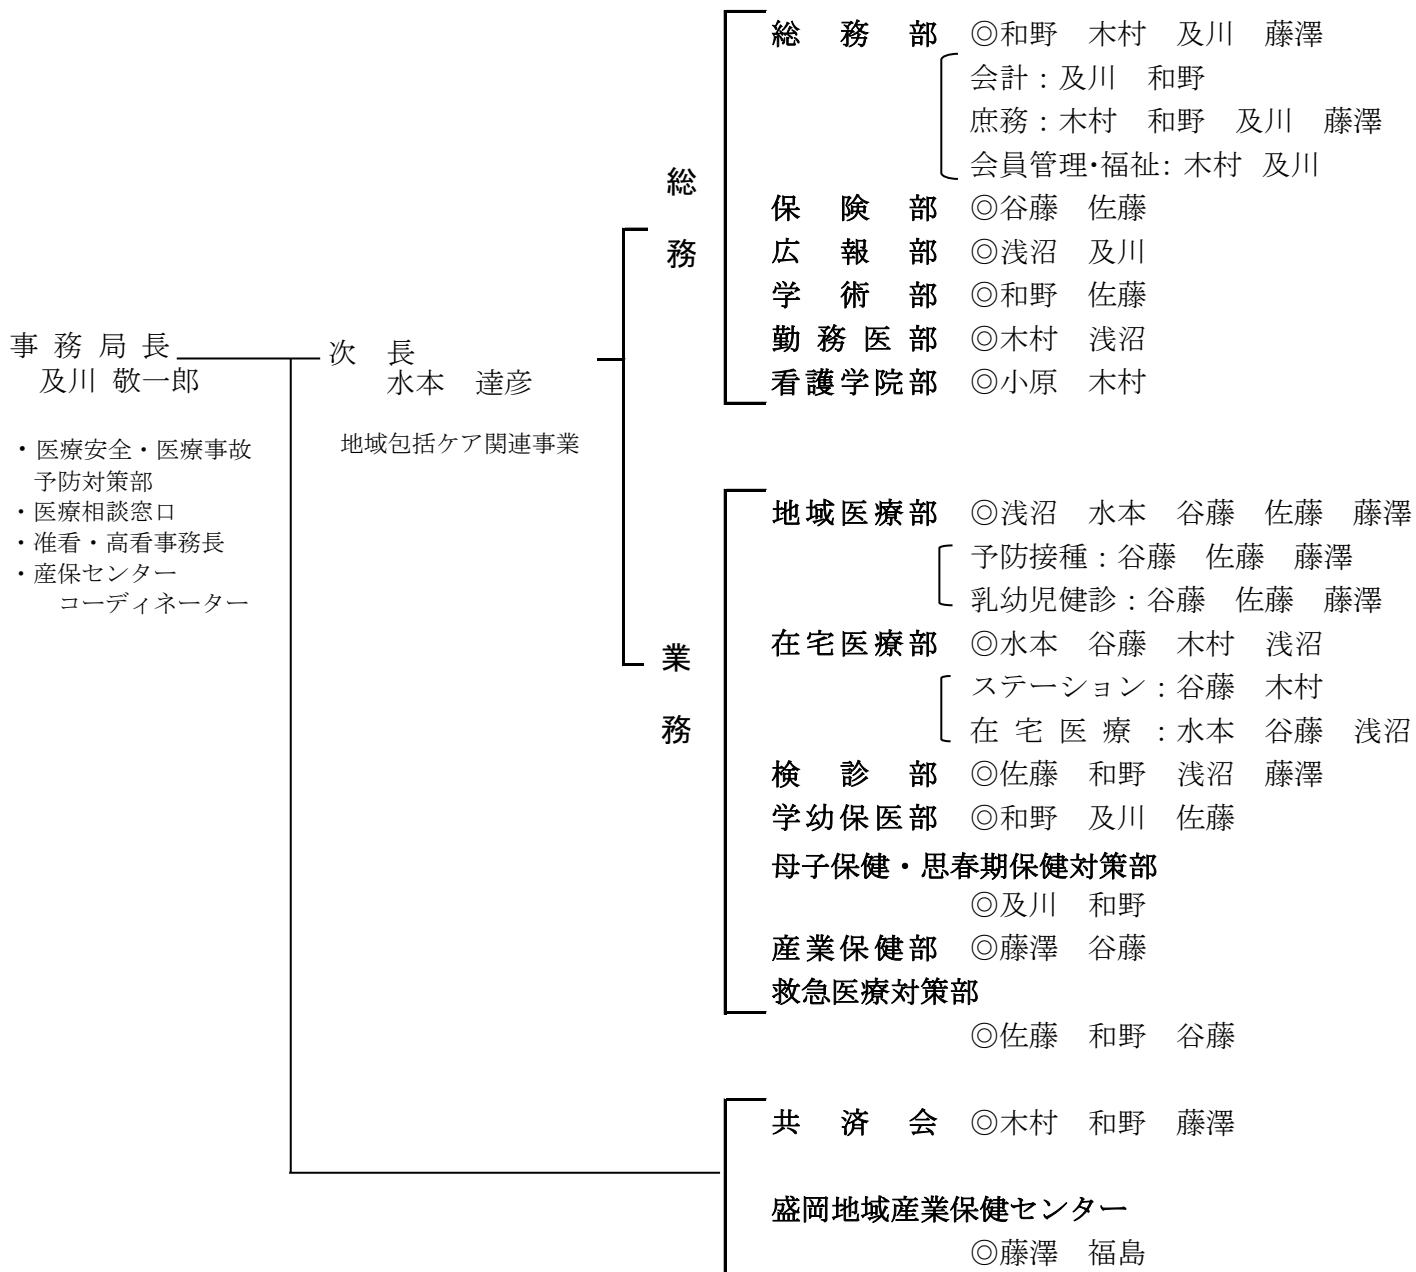 事務局長
及川 敬一郎
・医療安全・医療事故
予防対策部
・医療相談窓口
・准看・高看事務長
・産保センター
コーディネーター
次 長
水本 達彦
地域包括ケア関連事業
総務
総務部 ◎和野 木村 及川 藤澤
会計：及川 和野
庶務：木村 和野 及川 藤澤
会員管理・福祉：木村 及川
保険部 ◎谷藤 佐藤
広報部 ◎浅沼 及川
学術部 ◎和野 佐藤
勤務医部 ◎木村 浅沼
看護学院部 ◎小原 木村
業務
地域医療部 ◎浅沼 水本 谷藤 佐藤 藤澤
予防接種：谷藤 佐藤 藤澤
乳幼児健診：谷藤 佐藤 藤澤
在宅医療部 ◎水本 谷藤 木村 浅沼
ステーション：谷藤 木村
在宅医療：水本 谷藤 浅沼
検診部 ◎佐藤 和野 浅沼 藤澤
学幼保医部 ◎和野 及川 佐藤
母子保健・思春期保健対策部
◎及川 和野
産業保健部 ◎藤澤 谷藤
救急医療対策部
◎佐藤 和野 谷藤
共済会 ◎木村 和野 藤澤
盛岡地域産業保健センター
◎藤澤 福島